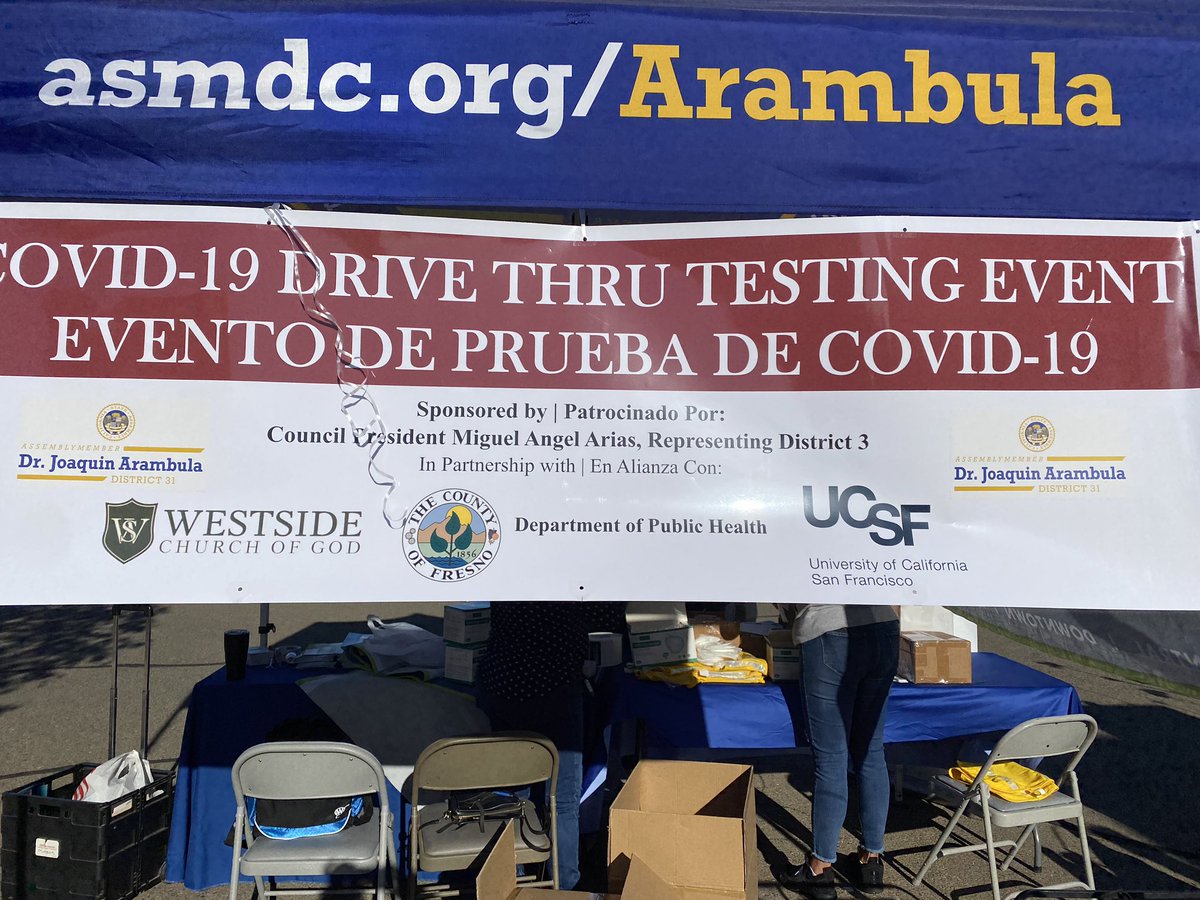 asmdc.org/Arambula
COVID-19 DRIVE THRU TESTING EVENT
EVENTO DE PRUEBA DE COVID-19
Sponsored by | Patrocinado Por:
Council President Miguel Angel Arias, Representing District 3
In Partnership with | En Alianza Con:
ASSEMBLYMEMBER
Dr. Joaquin Arambula
DISTRICT 31
ASSEMBLYMEMBER
Dr. Joaquin Arambula
DISTRICT 31
WS
WESTSIDE
CHURCH OF GOD
THE COUNTY
OF FRESNO
1856
Department of Public Health
UCSF
University of California
San Francisco
DOWNTOWN